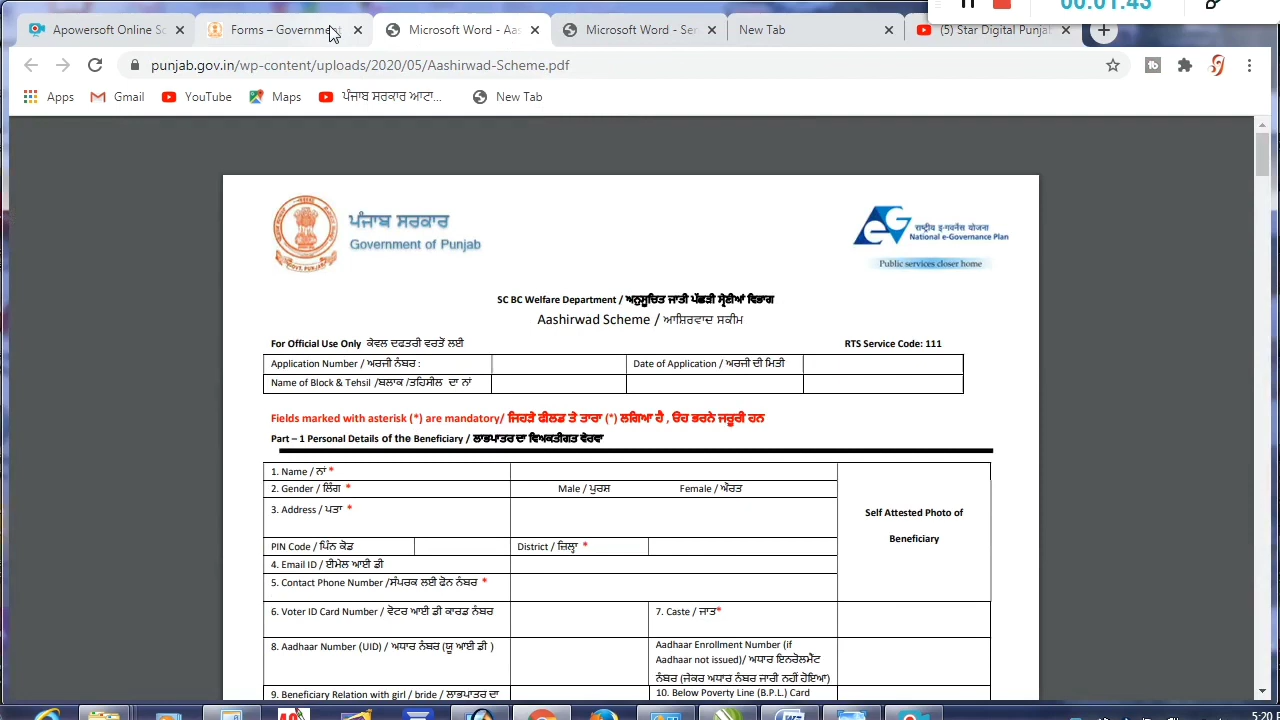 00:01:43
Apowersoft Online Sc
Forms – Government
Microsoft Word - Aas
Microsoft Word - Ser
New Tab
(5) Star Digital Punjab
punjab.gov.in/wp-content/uploads/2020/05/Aashirwad-Scheme.pdf
Apps
Gmail
YouTube
Maps
ਪੰਜਾਬ ਸਰਕਾਰ ਆਟਾ...
New Tab
ਪੰਜਾਬ ਸਰਕਾਰ
Government of Punjab
राष्ट्रीय इ-गवर्नेंस योजना
National e-Governance Plan
Public services closer home
SC BC Welfare Department / ਅਨੁਸੂਚਿਤ ਜਾਤੀ ਪੱਛੜੀ ਸ਼੍ਰੇਣੀਆਂ ਵਿਭਾਗ
Aashirwad Scheme / ਆਸ਼ਿਰਵਾਦ ਸਕੀਮ
For Official Use Only ਕੇਵਲ ਦਫਤਰੀ ਵਰਤੋਂ ਲਈ
RTS Service Code: 111
Application Number / ਅਰਜੀ ਨੰਬਰ :
Date of Application / ਅਰਜੀ ਦੀ ਮਿਤੀ
Name of Block & Tehsil /ਬਲਾਕ /ਤਹਿਸੀਲ ਦਾ ਨਾਂ
Fields marked with asterisk (*) are mandatory/ ਜਿਹੜੇ ਫੀਲਡ ਤੇ ਤਾਰਾ (*) ਲਗਿਆ ਹੈ , ਉਹ ਭਰਨੇ ਜਰੂਰੀ ਹਨ
Part – 1 Personal Details of the Beneficiary / ਲਾਭਪਾਤਰ ਦਾ ਵਿਅਕਤੀਗਤ ਵੇਰਵਾ
1. Name / ਨਾਂ *
2. Gender / ਲਿੰਗ *
Male / ਪੁਰਸ਼
Female / ਔਰਤ
3. Address / ਪਤਾ *
Self Attested Photo of
Beneficiary
PIN Code / ਪਿੰਨ ਕੋਡ
District / ਜ਼ਿਲ੍ਹਾ *
4. Email ID / ਈਮੇਲ ਆਈ ਡੀ
5. Contact Phone Number /ਸੰਪਰਕ ਲਈ ਫੋਨ ਨੰਬਰ *
6. Voter ID Card Number / ਵੋਟਰ ਆਈ ਡੀ ਕਾਰਡ ਨੰਬਰ
7. Caste / ਜਾਤ*
8. Aadhaar Number (UID) / ਅਧਾਰ ਨੰਬਰ (ਯੂ ਆਈ ਡੀ )
Aadhaar Enrollment Number (if
Aadhaar not issued)/ ਅਧਾਰ ਇਨਰੋਲਮੈਂਟ
ਨੰਬਰ (ਜੇਕਰ ਅਧਾਰ ਨੰਬਰ ਜਾਰੀ ਨਹੀਂ ਹੋਇਆ)
9. Beneficiary Relation with girl / bride / ਲਾਭਪਾਤਰ ਦਾ
10. Below Poverty Line (B.P.L.) Card